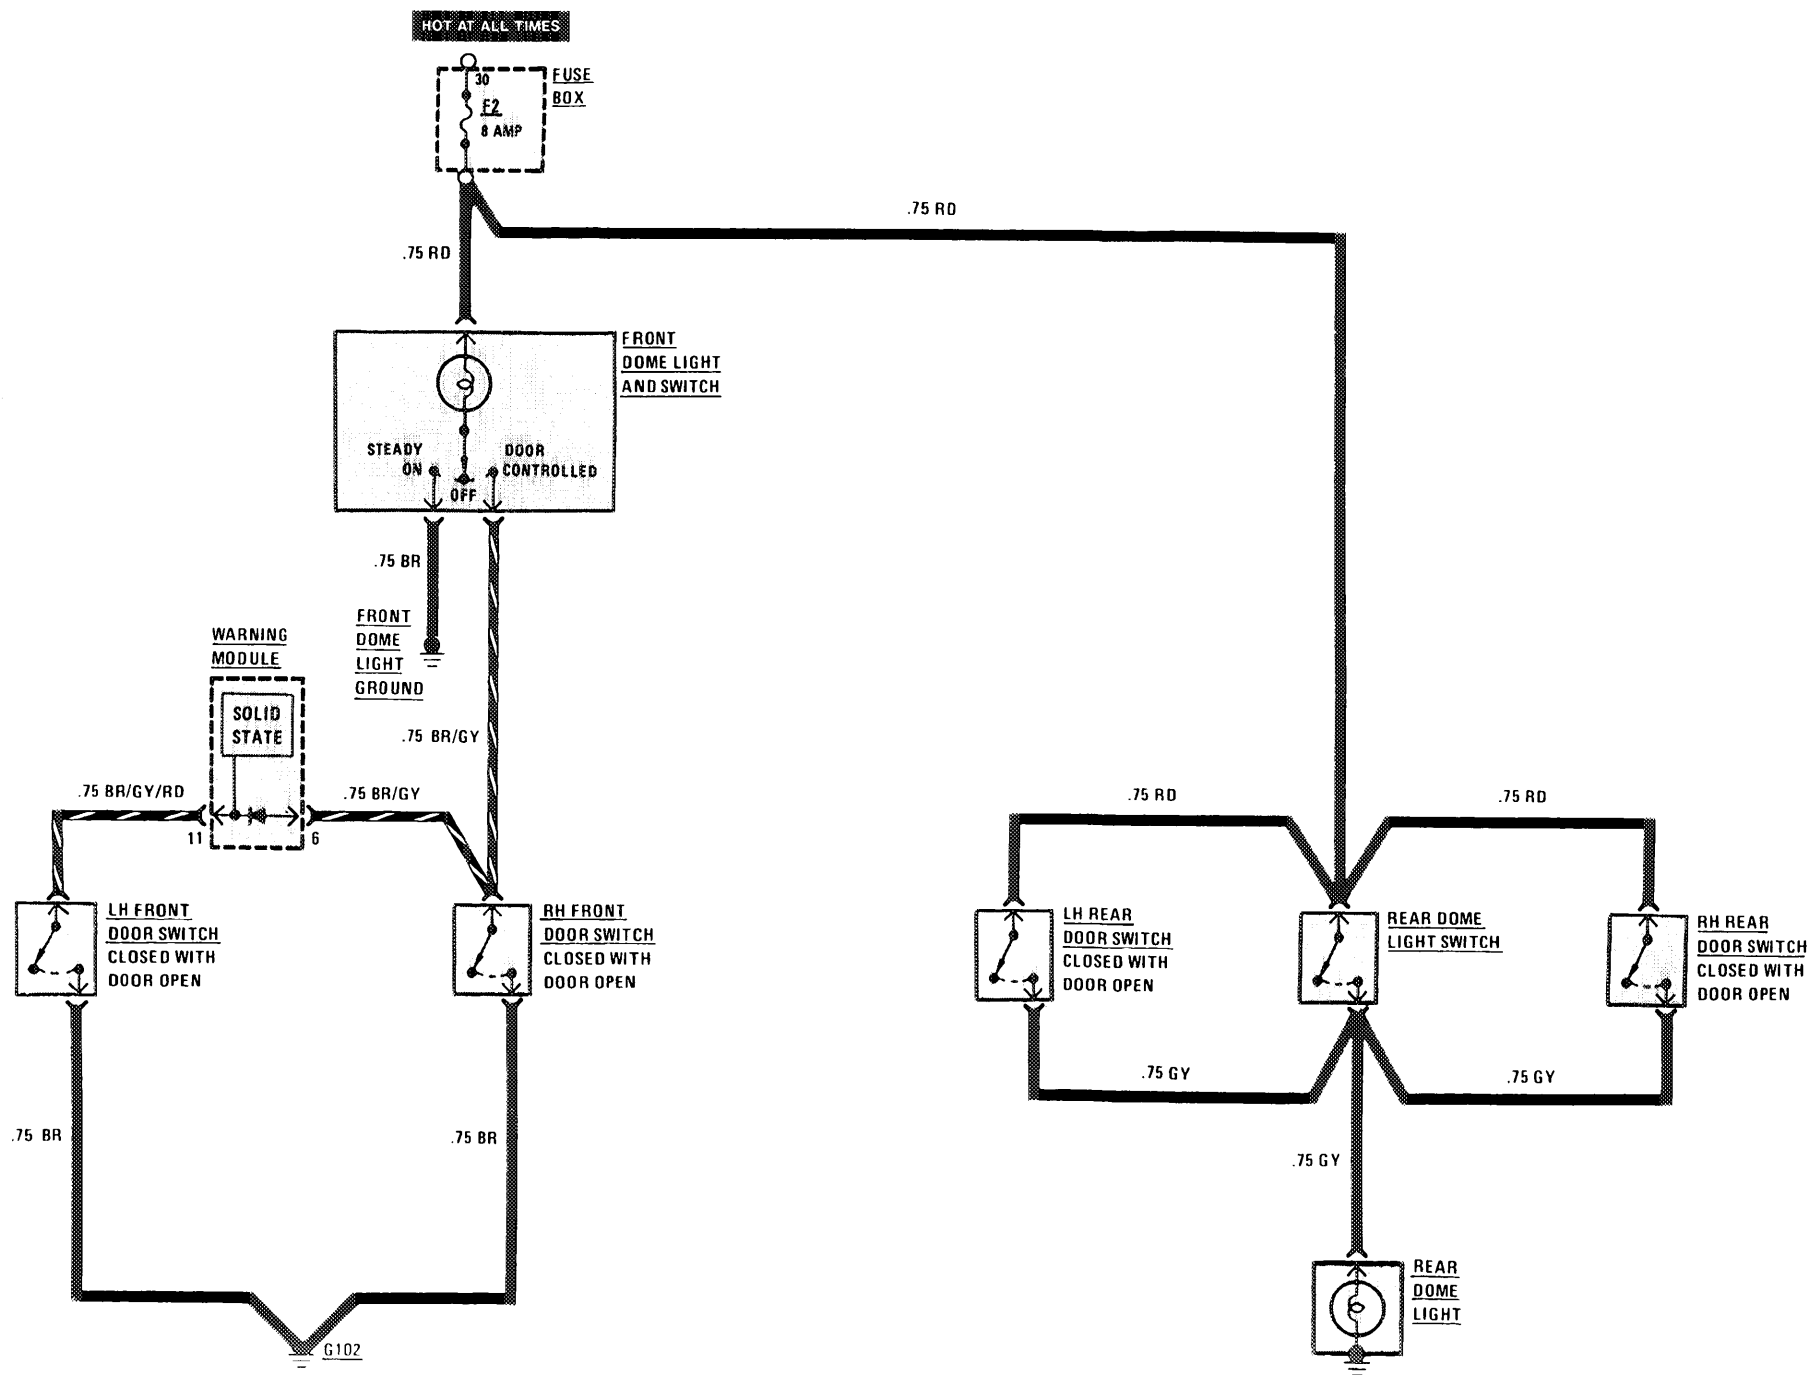 HOT AT ALL TIMES
30
FUSE
BOX
F2
8 AMP
.75 RD
.75 RD
FRONT
DOME LIGHT
AND SWITCH
STEADY
ON
OFF
DOOR
CONTROLLED
.75 BR
FRONT
DOME
LIGHT
GROUND
WARNING
MODULE
SOLID
STATE
.75 BR/GY
.75 BR/GY/RD
.75 BR/GY
11
6
.75 RD
.75 RD
LH FRONT
DOOR SWITCH
CLOSED WITH
DOOR OPEN
RH FRONT
DOOR SWITCH
CLOSED WITH
DOOR OPEN
LH REAR
DOOR SWITCH
CLOSED WITH
DOOR OPEN
REAR DOME
LIGHT SWITCH
RH REAR
DOOR SWITCH
CLOSED WITH
DOOR OPEN
.75 GY
.75 GY
.75 BR
.75 BR
.75 GY
REAR
DOME
LIGHT
G102